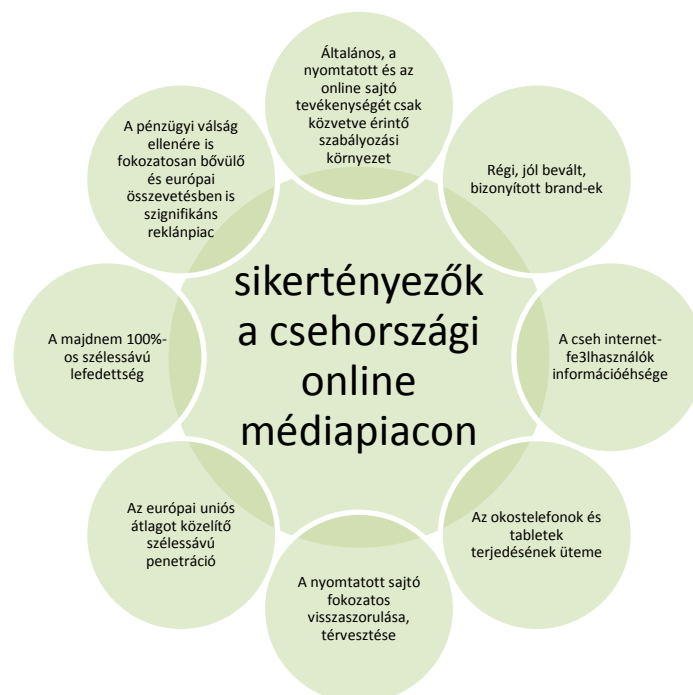 Általános, a
nyomtatott és az
online sajtó
tevékenységét csak
közvetve érintő
szabályozási
környezet
Régi, jól bevált,
bizonyított brand-ek
A cseh internet-
fe3lhasználók
információéhsége
Az okostelefonok és
tabletek
terjedésének üteme
A nyomtatott sajtó
fokozatos
visszaszorulása,
térvesztése
Az európai uniós
átlagot közelítő
szélessávú
penetráció
A majdnem 100%-
os szélessávú
lefedettség
A pénzügyi válság
ellenére is
fokozatosan bővülő
és európai
összevetésben is
szignifikáns
reklánpiac
sikertényezők
a csehországi
online
médiapiacon